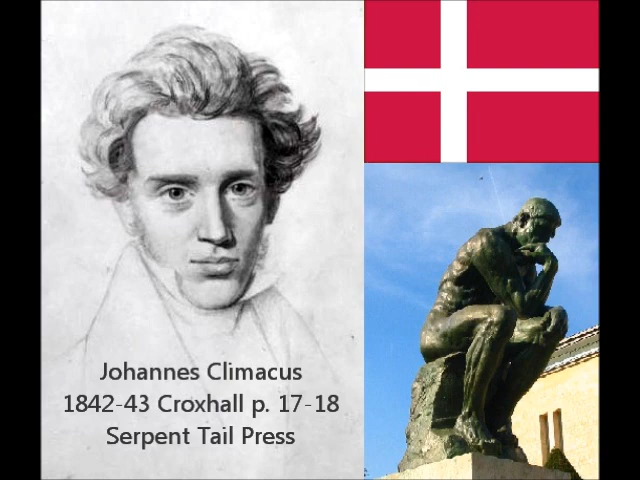 Johannes Climacus
1842-43 Croxhall p. 17-18
Serpent Tail Press